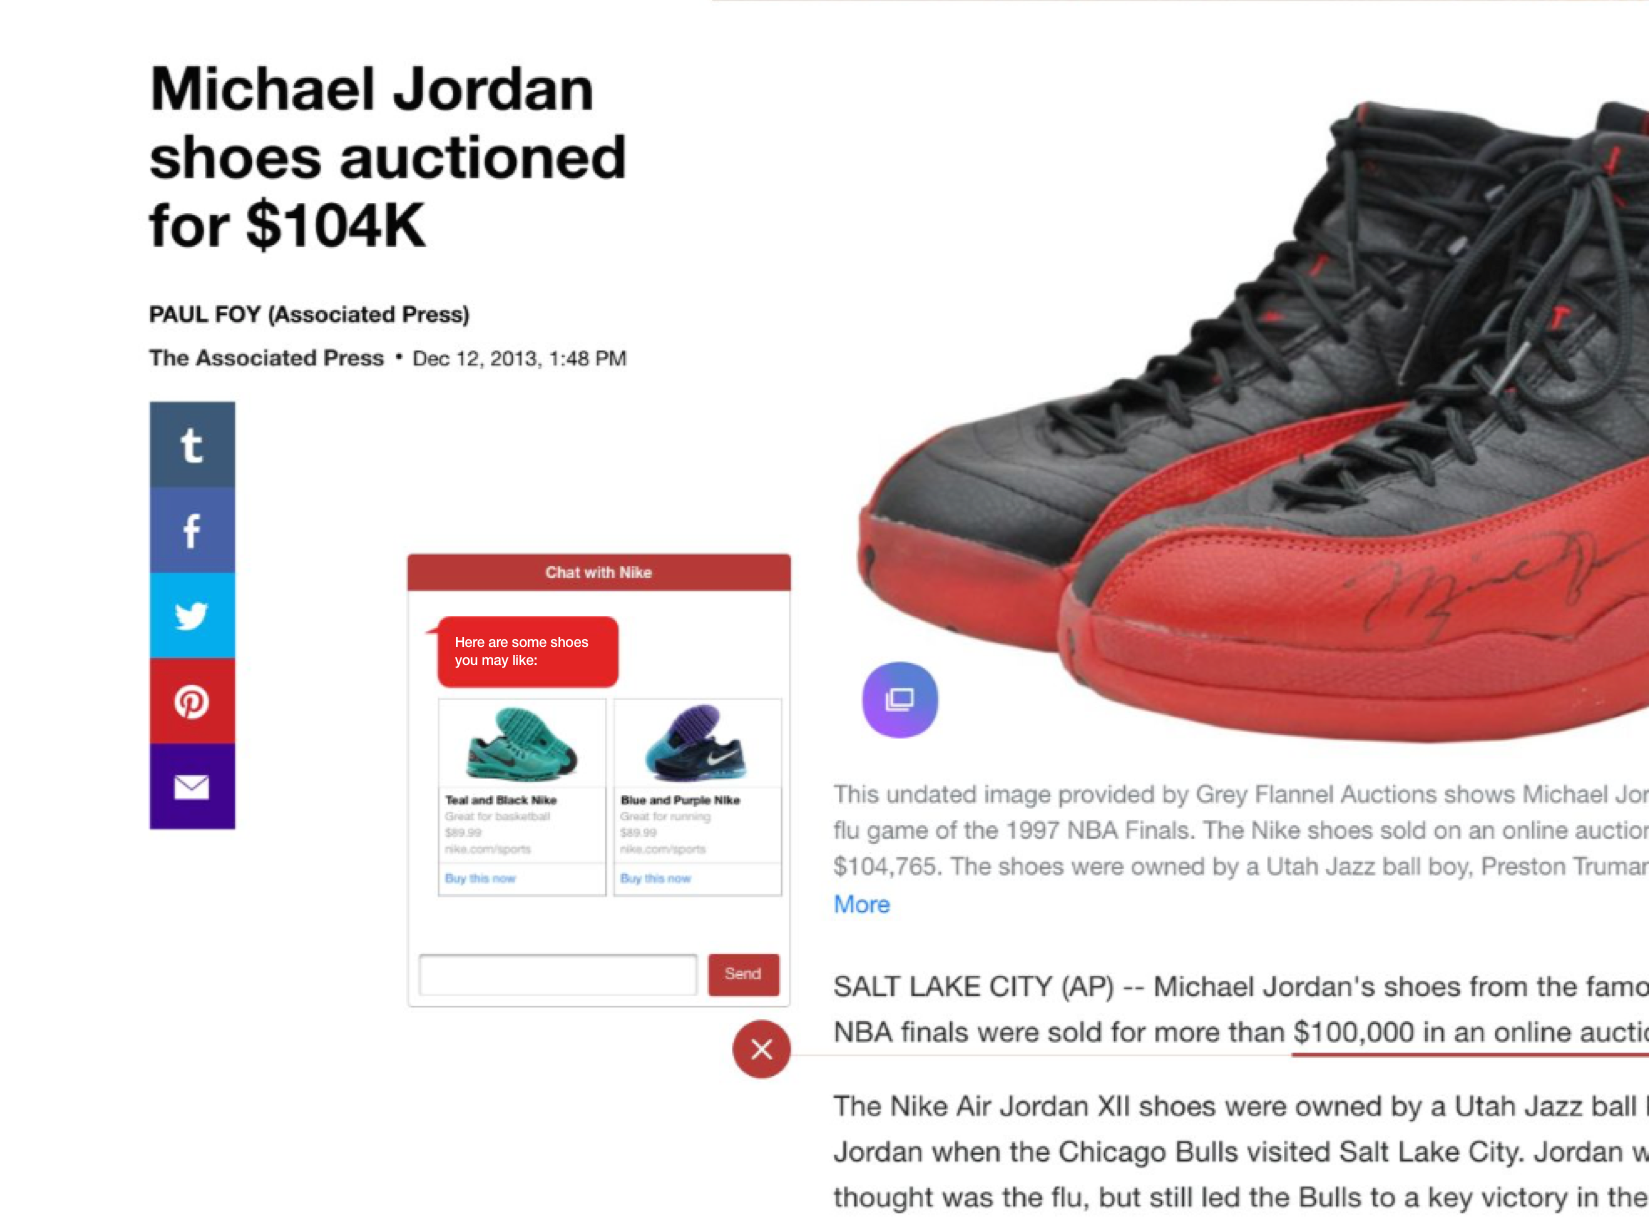 Michael Jordan
shoes auctioned
for $104K
PAUL FOY (Associated Press)
The Associated Press • Dec 12, 2013, 1:48 PM
t
f
Chat with Nike
Here are some shoes
you may like:
Teal and Black Nike
Great for basketball
$89.99
nike.com/sports
Buy this now
Blue and Purple Nike
Great for running
$89.99
nike.com/sports
Buy this now
Send
This undated image provided by Grey Flannel Auctions shows Michael Jor
flu game of the 1997 NBA Finals. The Nike shoes sold on an online auction
$104,765. The shoes were owned by a Utah Jazz ball boy, Preston Truman
More
SALT LAKE CITY (AP) -- Michael Jordan's shoes from the famo
NBA finals were sold for more than $100,000 in an online auctio
The Nike Air Jordan XII shoes were owned by a Utah Jazz ball
Jordan when the Chicago Bulls visited Salt Lake City. Jordan w
thought was the flu, but still led the Bulls to a key victory in the